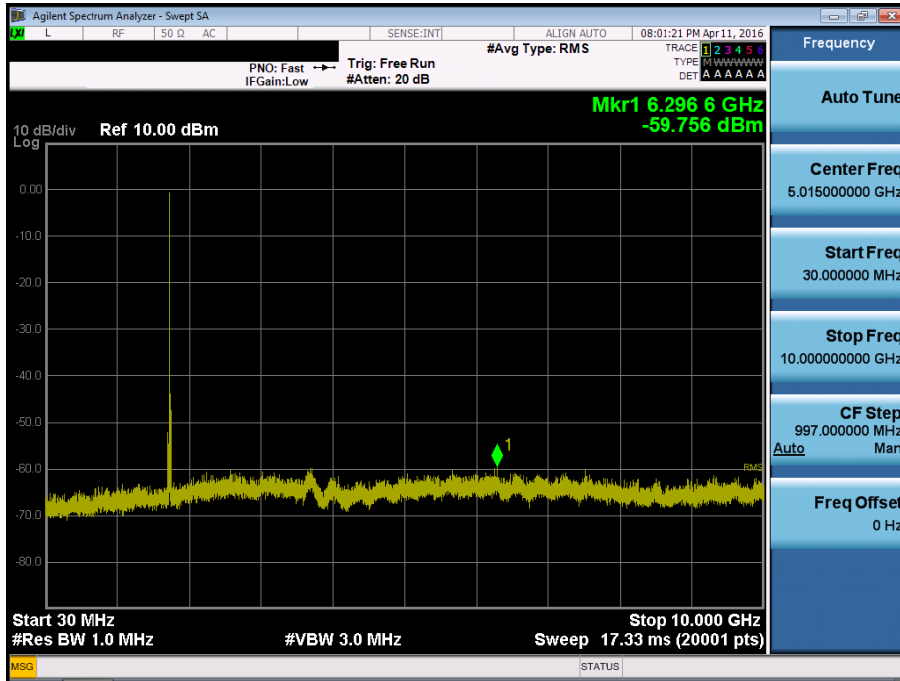 Agilent Spectrum Analyzer - Swept SA
LXI L RF 50 Ω AC SENSE:INT ALIGN AUTO 08:01:21 PM Apr 11, 2016
#Avg Type: RMS
TRACE 1 2 3 4 5 6
PNO: Fast Trig: Free Run
TYPE M WWWWW
IFGain:Low #Atten: 20 dB
DET A A A A A A
Mkr1 6.296 6 GHz
-59.756 dBm
10 dB/div Ref 10.00 dBm
Log
0.00
-10.0
-20.0
-30.0
-40.0
-50.0
1
-60.0
RMS
-70.0
-80.0
Start 30 MHz Stop 10.000 GHz
#Res BW 1.0 MHz #VBW 3.0 MHz Sweep 17.33 ms (20001 pts)
MSG STATUS
Frequency
Auto Tune
Center Freq
5.015000000 GHz
Start Freq
30.000000 MHz
Stop Freq
10.000000000 GHz
CF Step
997.000000 MHz
Auto Man
Freq Offset
0 Hz